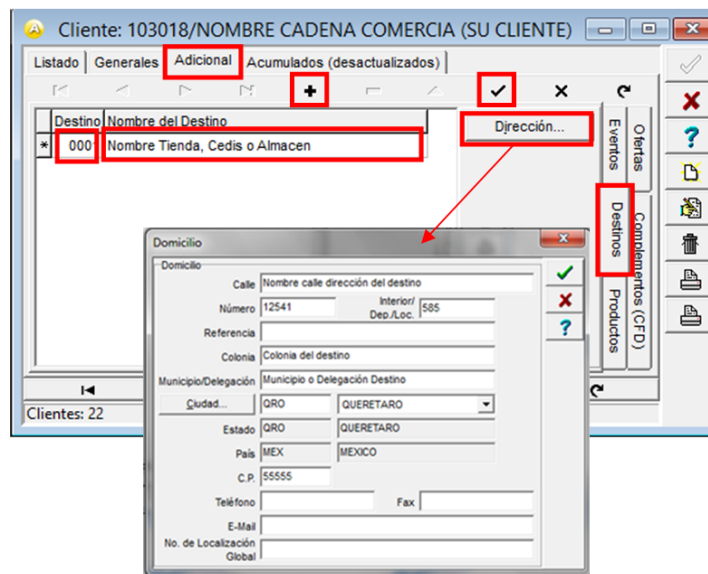 Cliente: 103018/NOMBRE CADENA COMERCIA (SU CLIENTE)
Listado Generales Adicional Acumulados (desactualizados)
Destino Nombre del Destino
000 Nombre Tienda, Cedis o Almacen
Dirección...
Eventos
Ofertas
Destinos
Complementos (CFD)
Productos
Clientes: 22
Domicilio
Domicilio
Calle Nombre calle dirección del destino
Número 12541 Interior/ Dep./Loc. 585
Referencia
Colonia Colonia del destino
Municipio/Delegación Municipio o Delegación Destino
Ciudad... QRO QUERETARO
Estado QRO QUERETARO
País MEX MEXICO
C.P. 55555
Teléfono Fax
E-Mail
No. de Localización
Global